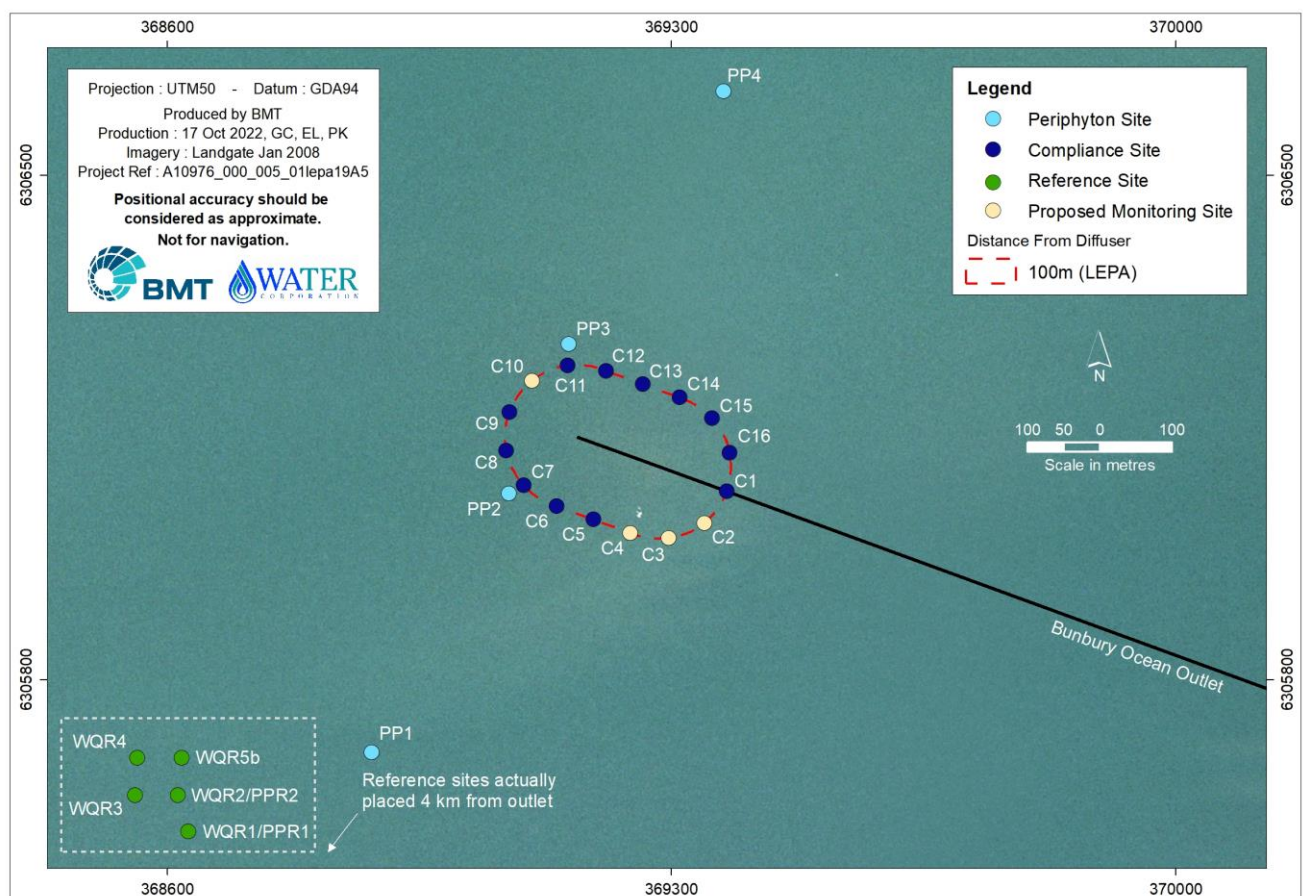 368600
369300
370000
Projection : UTM50 - Datum : GDA94
Produced by BMT
Production : 17 Oct 2022, GC, EL, PK
Imagery : Landgate Jan 2008
Project Ref : A10976_000_005_01lepa19A5
Positional accuracy should be
considered as approximate.
Not for navigation.
BMT
WATER
CORPORATION
PP4
Legend
Periphyton Site
Compliance Site
Reference Site
Proposed Monitoring Site
Distance From Diffuser
100m (LEPA)
6306500
6306500
PP3
C10
C11
C12
C13
C14
C15
C16
C9
C8
C7
C1
PP2
C6
C5
C4
C3
C2
N
100 50 0 100
Scale in metres
Bunbury Ocean Outlet
6305800
6305800
PP1
Reference sites actually
placed 4 km from outlet
WQR4
WQR5b
WQR3
WQR2/PPR2
WQR1/PPR1
368600
369300
370000